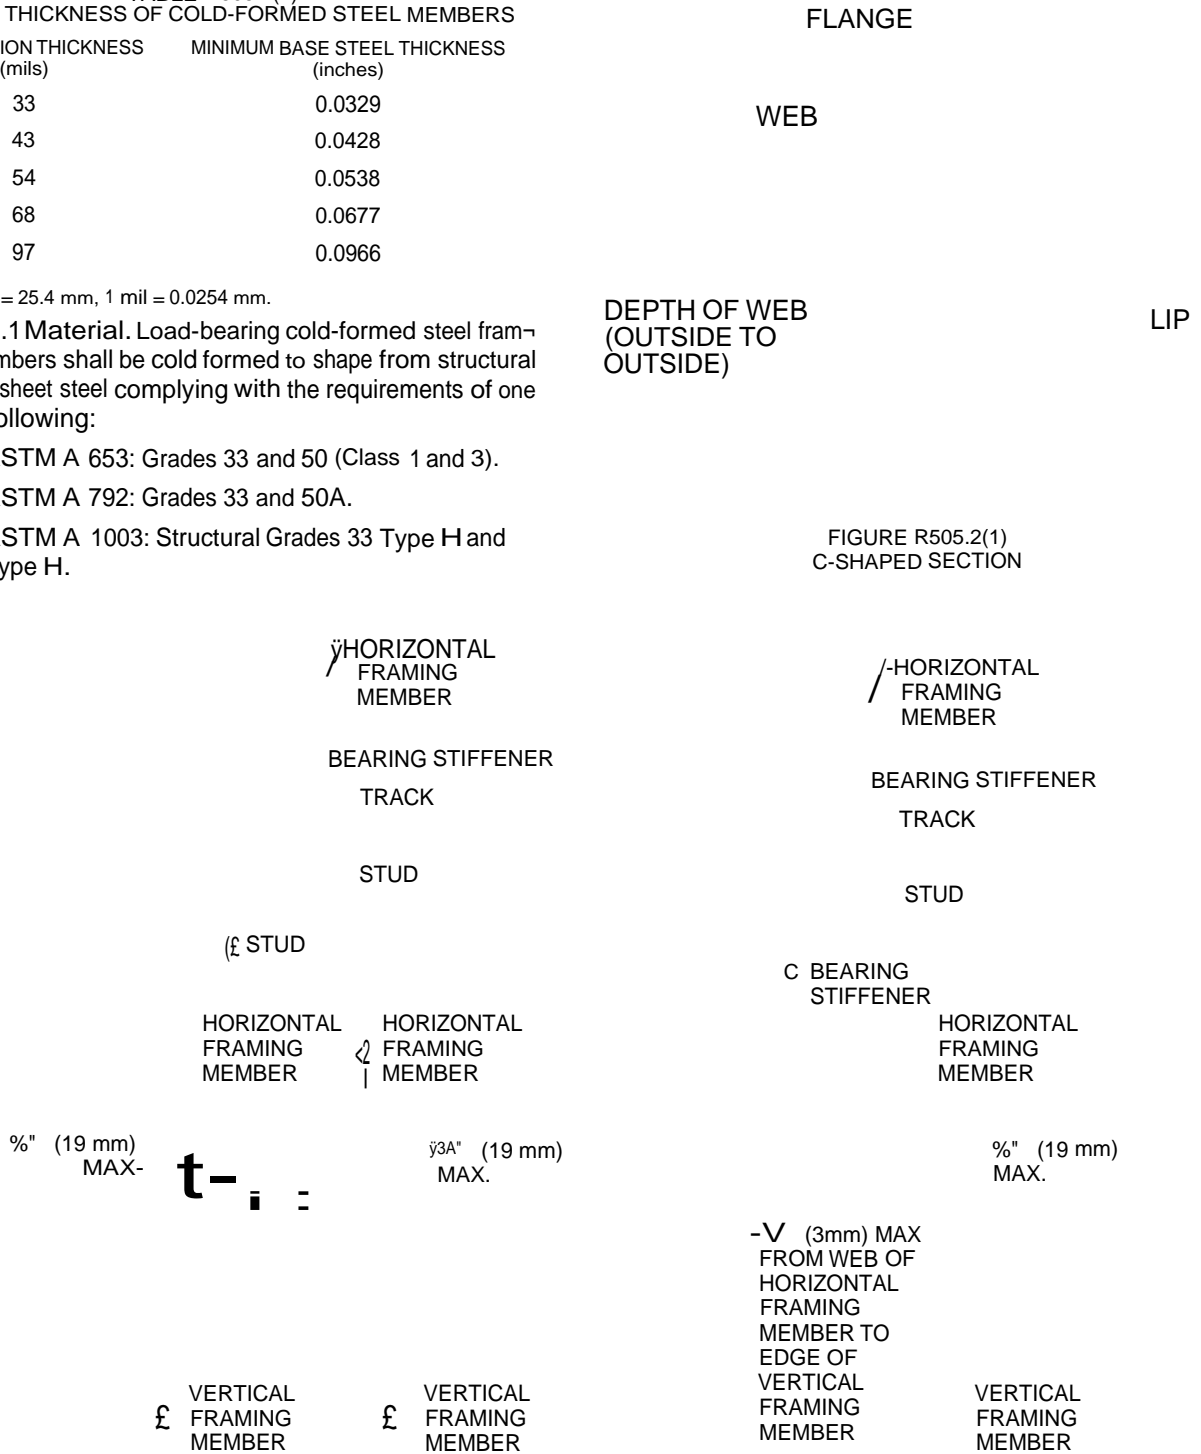 THICKNESS OF COLD-FORMED STEEL MEMBERS
ION THICKNESS MINIMUM BASE STEEL THICKNESS
(mils) (inches)
33 0.0329
43 0.0428
54 0.0538
68 0.0677
97 0.0966
= 25.4 mm, 1 mil = 0.0254 mm.
.1 Material. Load-bearing cold-formed steel fram¬
mbers shall be cold formed to shape from structural
sheet steel complying with the requirements of one
ollowing:
STM A 653: Grades 33 and 50 (Class 1 and 3).
STM A 792: Grades 33 and 50A.
STM A 1003: Structural Grades 33 Type H and
ype H.
FLANGE
WEB
DEPTH OF WEB
(OUTSIDE TO
OUTSIDE)
LIP
FIGURE R505.2(1)
C-SHAPED SECTION
ÿHORIZONTAL
/ FRAMING
MEMBER
BEARING STIFFENER
TRACK
STUD
(£ STUD
HORIZONTAL
FRAMING
MEMBER
HORIZONTAL
<2 FRAMING
| MEMBER
%" (19 mm)
MAX-
t-
ÿ3A" (19 mm)
MAX.
VERTICAL
£ FRAMING
MEMBER
VERTICAL
£ FRAMING
MEMBER
/-HORIZONTAL
/ FRAMING
MEMBER
BEARING STIFFENER
TRACK
STUD
C BEARING
STIFFENER
HORIZONTAL
FRAMING
MEMBER
%" (19 mm)
MAX.
-V (3mm) MAX
FROM WEB OF
HORIZONTAL
FRAMING
MEMBER TO
EDGE OF
VERTICAL
FRAMING
MEMBER
VERTICAL
FRAMING
MEMBER